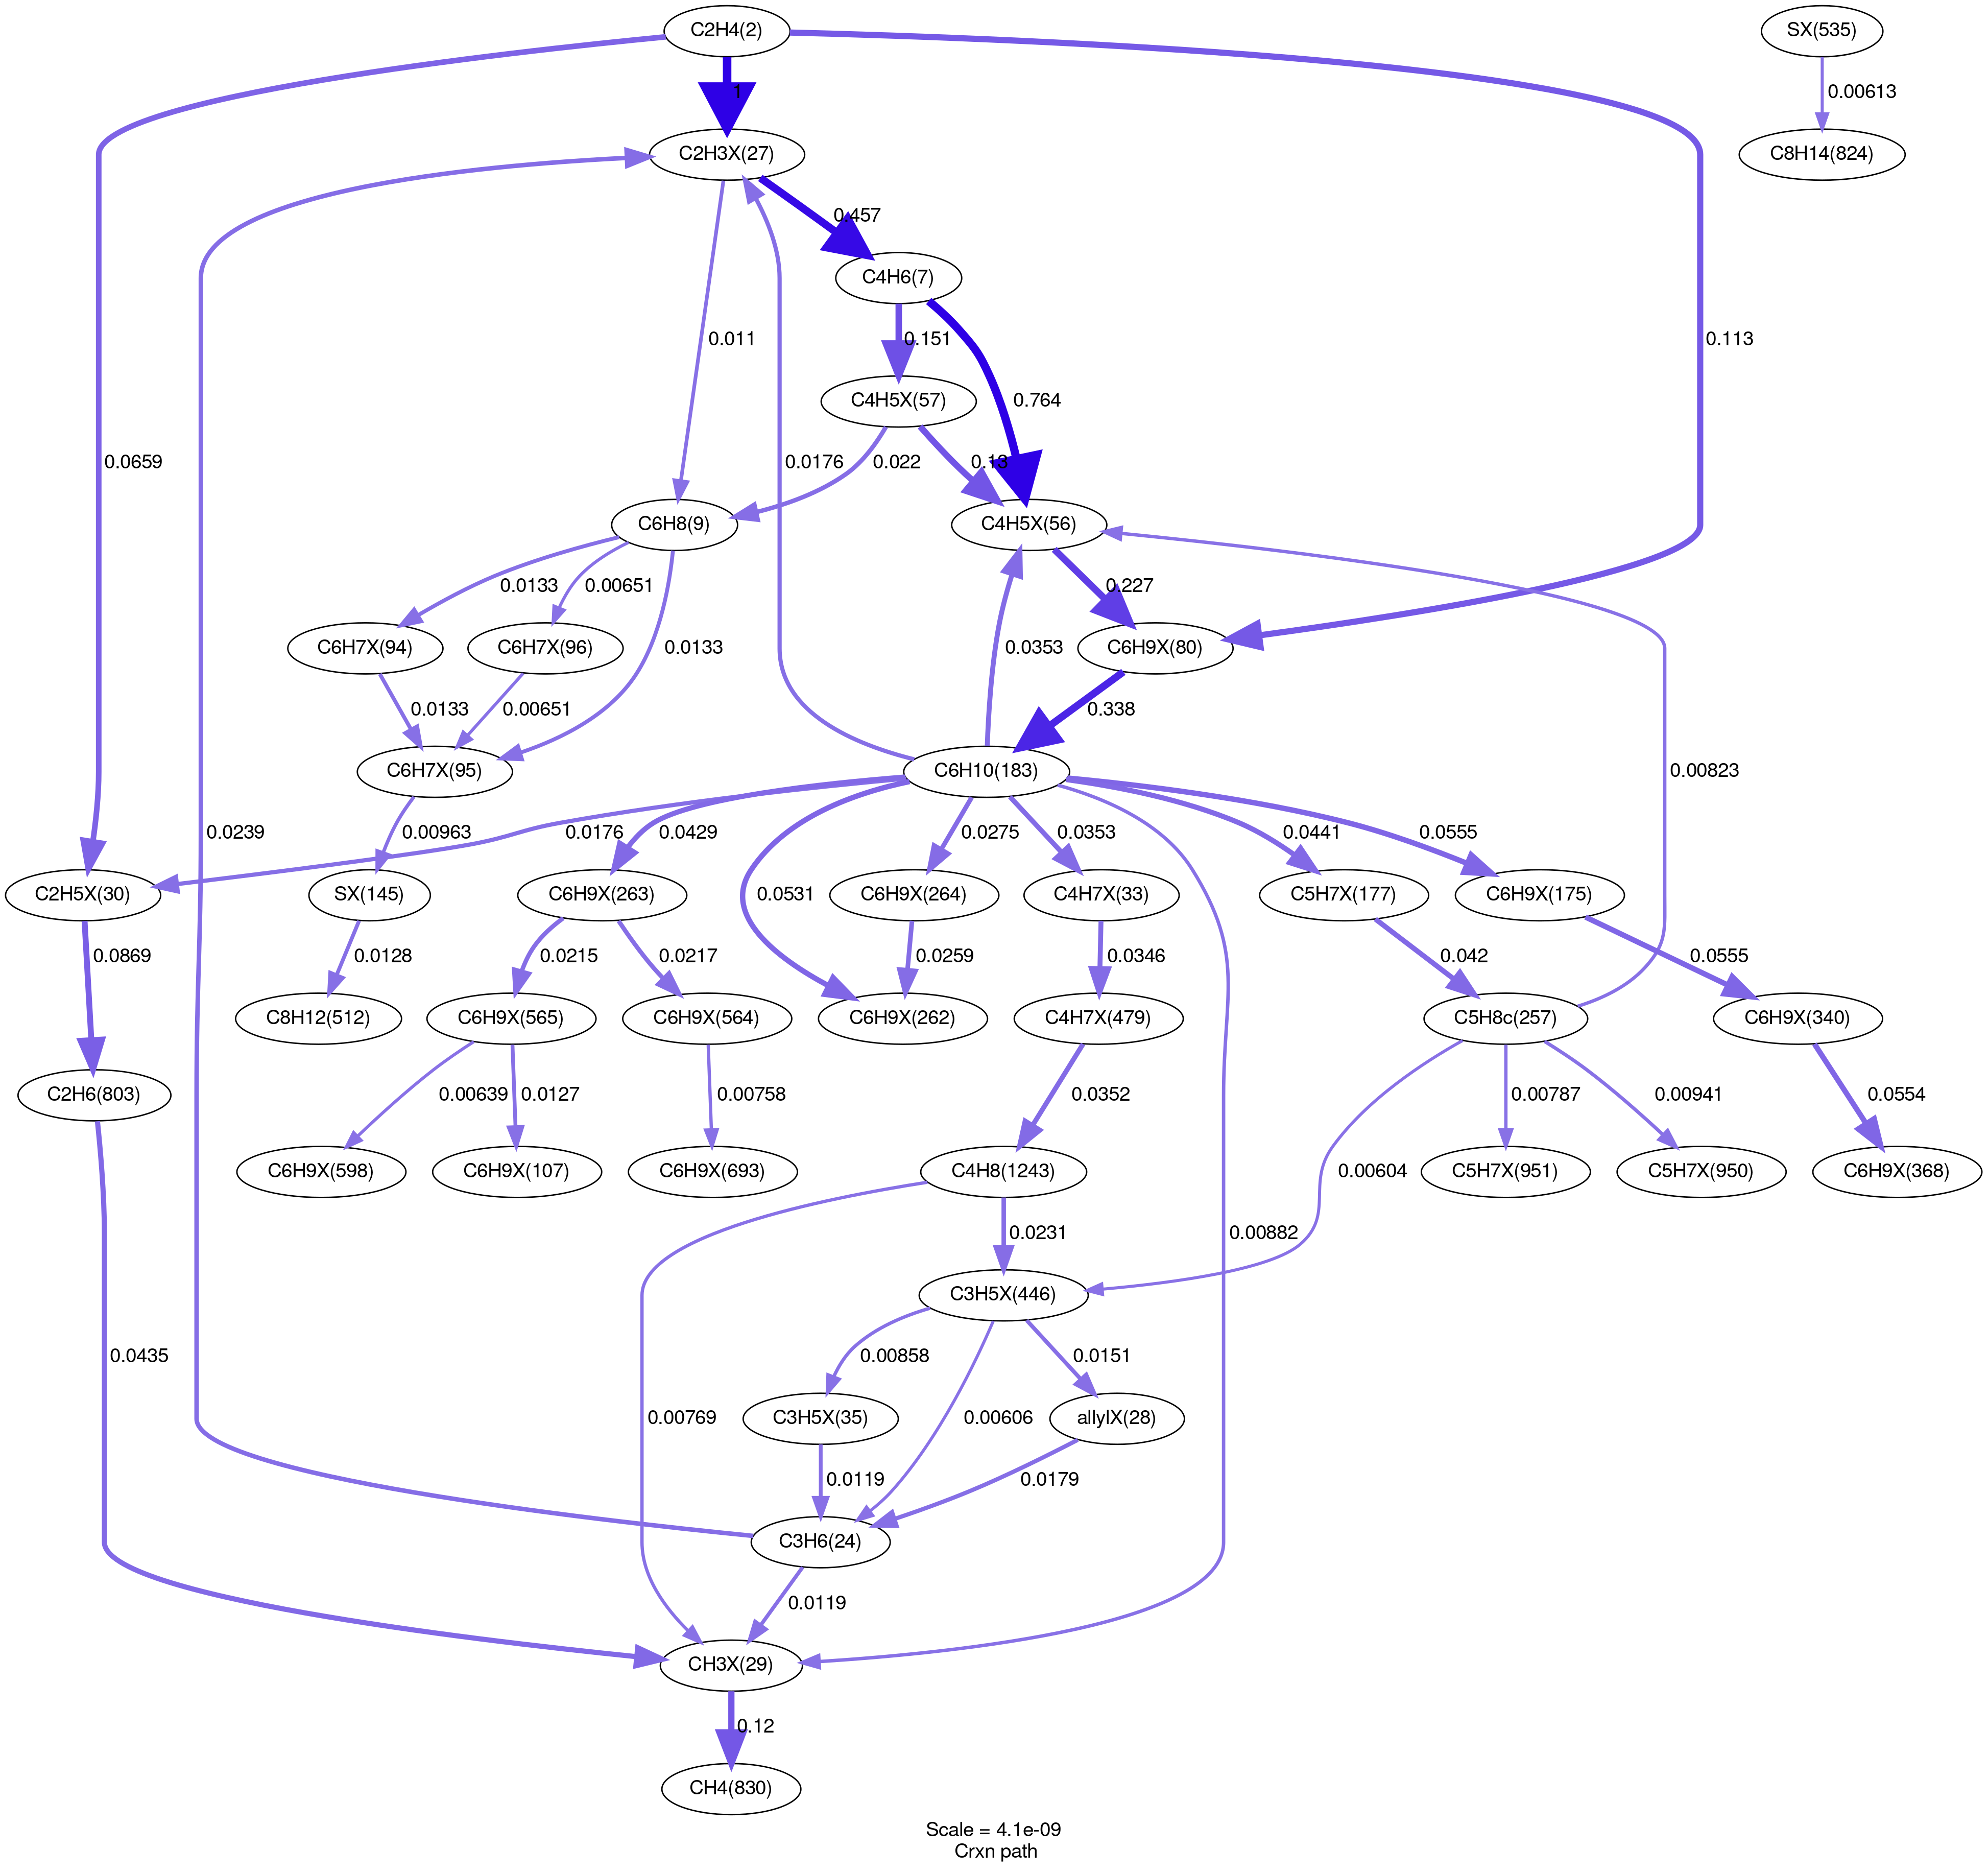 C2H4(2)
SX(535)
1
0.00613
C2H3X(27)
C8H14(824)
0.457
C4H6(7)
0.011
0.151
0.113
0.764
C4H5X(57)
0.0659
0.0176
0.022
0.13
C6H8(9)
C4H5X(56)
0.0133
0.00651
0.227
C6H7X(94)
C6H7X(96)
0.0133
0.0353
C6H9X(80)
0.0133
0.00651
0.338
C6H7X(95)
C6H10(183)
0.00823
0.0239
0.00963
0.0176
0.0429
0.0275
0.0353
0.0441
0.0555
C2H5X(30)
SX(145)
C6H9X(263)
0.0531
C6H9X(264)
C4H7X(33)
C5H7X(177)
C6H9X(175)
0.0869
0.0128
0.0215
0.0217
0.0259
0.0346
0.042
0.0555
C8H12(512)
C6H9X(565)
C6H9X(564)
C6H9X(262)
C4H7X(479)
C5H8c(257)
C6H9X(340)
C2H6(803)
0.00639
0.0127
0.00758
0.0352
0.00787
0.00941
0.0554
C6H9X(598)
C6H9X(107)
C6H9X(693)
C4H8(1243)
0.00604
C5H7X(951)
C5H7X(950)
C6H9X(368)
0.0231
0.00882
C3H5X(446)
0.0435
0.00858
0.0151
0.00769
C3H5X(35)
0.00606
allylX(28)
0.0119
0.0179
C3H6(24)
0.0119
CH3X(29)
0.12
CH4(830)
Scale = 4.1e-09
Crxn path